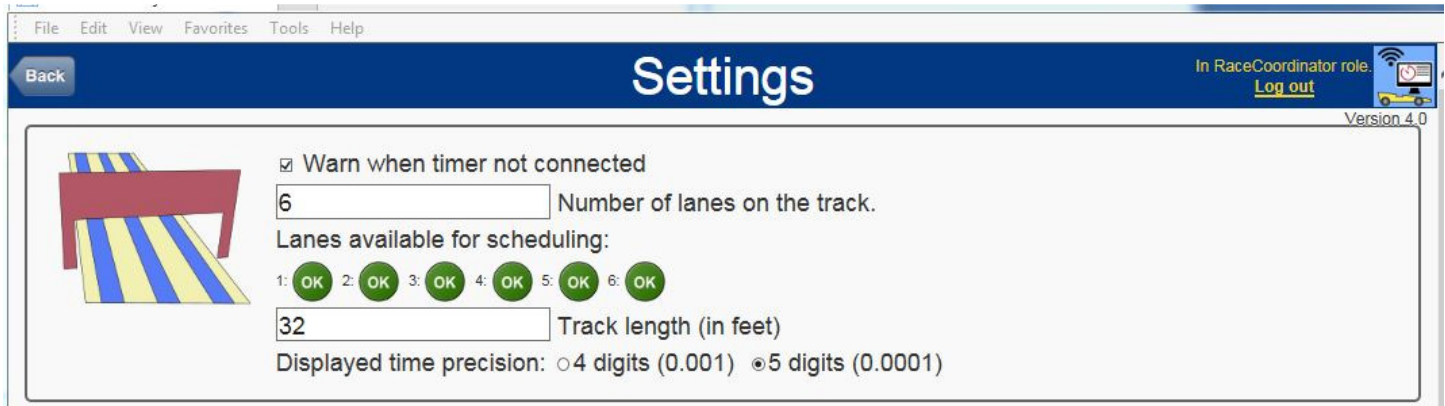 File Edit View Favorites Tools Help
Back
Settings
In RaceCoordinator role.
Log out
Version 4.0
Warn when timer not connected
6 Number of lanes on the track.
Lanes available for scheduling:
1: OK 2: OK 3: OK 4: OK 5: OK 6: OK
32 Track length (in feet)
Displayed time precision: 4 digits (0.001) 5 digits (0.0001)